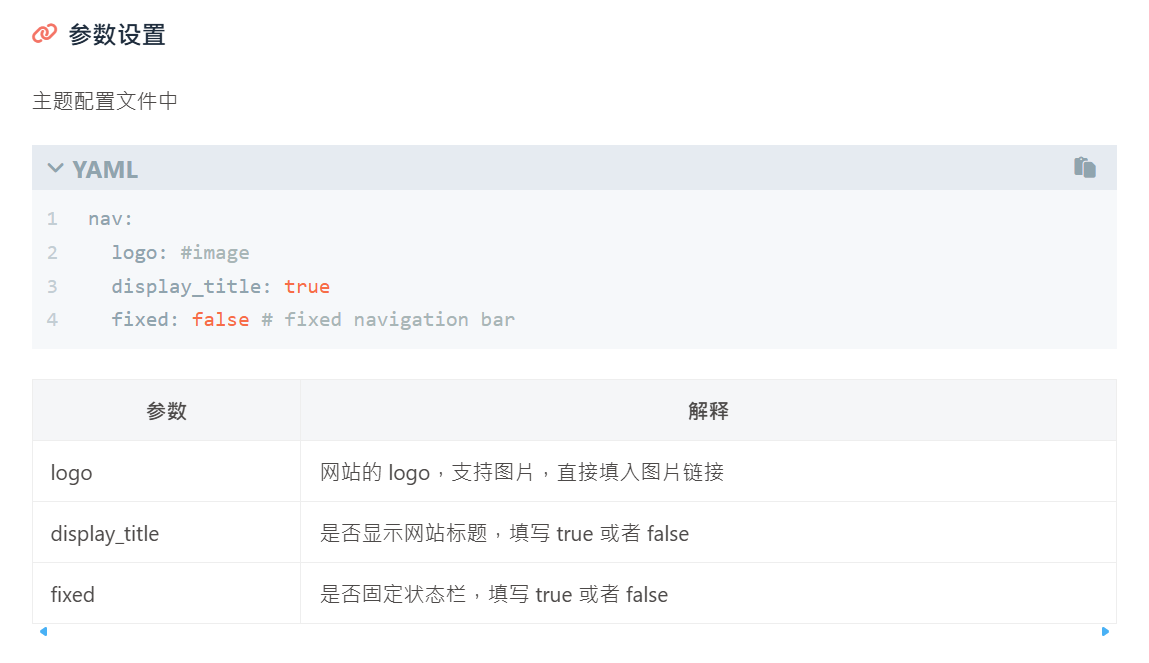 参数设置
主题配置文件中
YAML
1 nav:
2   logo: #image
3   display_title: true
4   fixed: false # fixed navigation bar
参数 解释
logo 网站的 logo，支持图片，直接填入图片链接
display_title 是否显示网站标题，填写 true 或者 false
fixed 是否固定状态栏，填写 true 或者 false